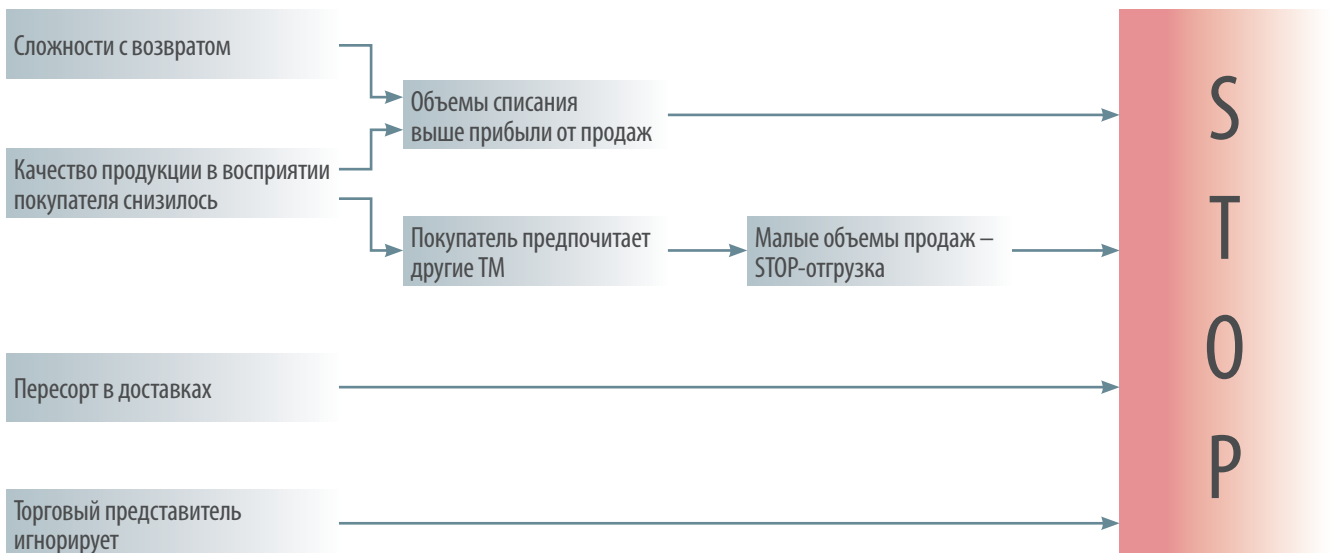 Сложности с возвратом
Объемы списания
выше прибыли от продаж
Качество продукции в восприятии
покупателя снизилось
Покупатель предпочитает
другие ТМ
Малые объемы продаж –
STOP-отгрузка
Пересорт в доставках
Торговый представитель
игнорирует
S
T
O
P